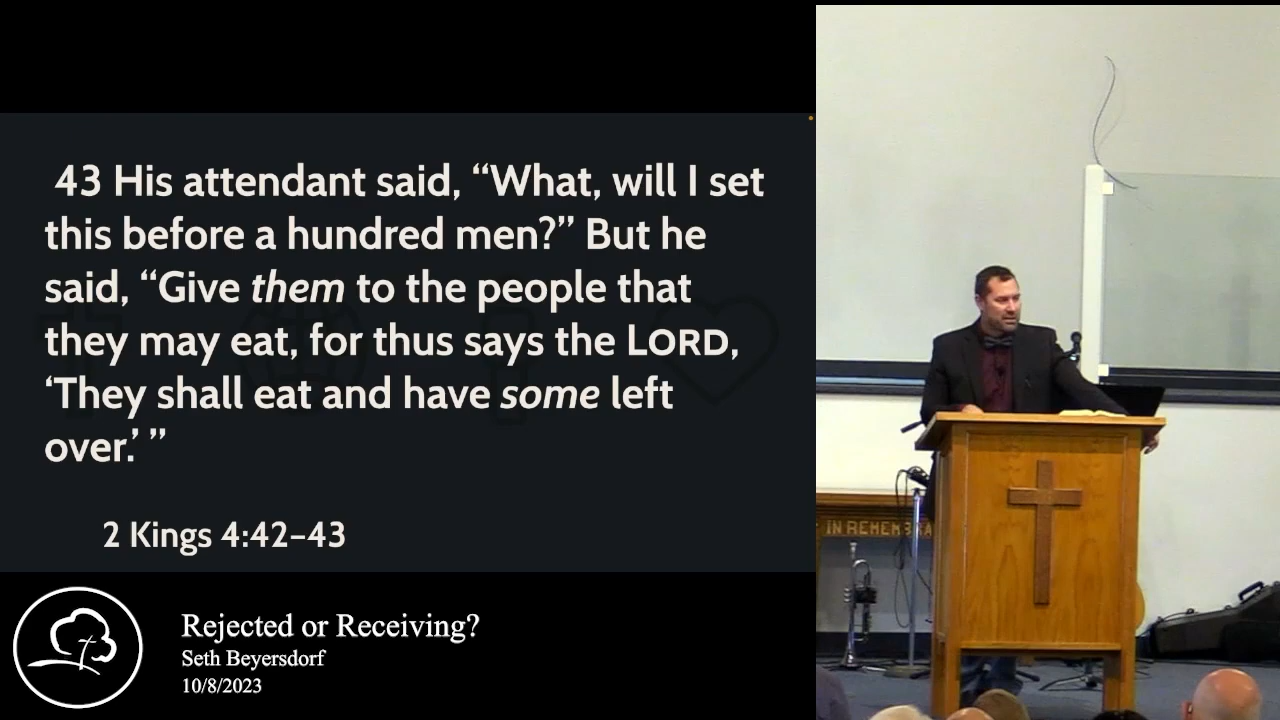 43 His attendant said, “What, will I set
this before a hundred men?” But he
said, “Give them to the people that
they may eat, for thus says the LORD,
‘They shall eat and have some left
over.’ ”
2 Kings 4:42–43
Rejected or Receiving?
Seth Beyersdorf
10/8/2023
IN REMEMBRA